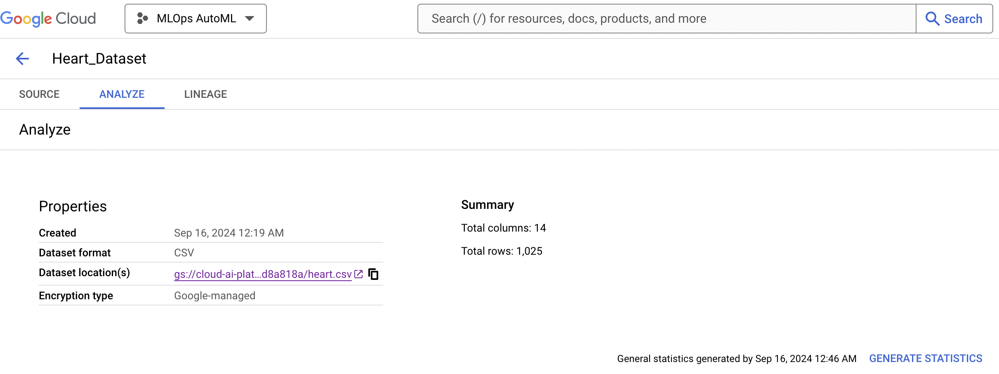 Google Cloud
MLOps AutoML
Search (/) for resources, docs, products, and more
Search
Heart_Dataset
SOURCE
ANALYZE
LINEAGE
Analyze
Properties
Created Sep 16, 2024 12:19 AM
Dataset format CSV
Dataset location(s) gs://cloud-ai-plat...d8a818a/heart.csv
Encryption type Google-managed
Summary
Total columns: 14
Total rows: 1,025
General statistics generated by Sep 16, 2024 12:46 AM
GENERATE STATISTICS